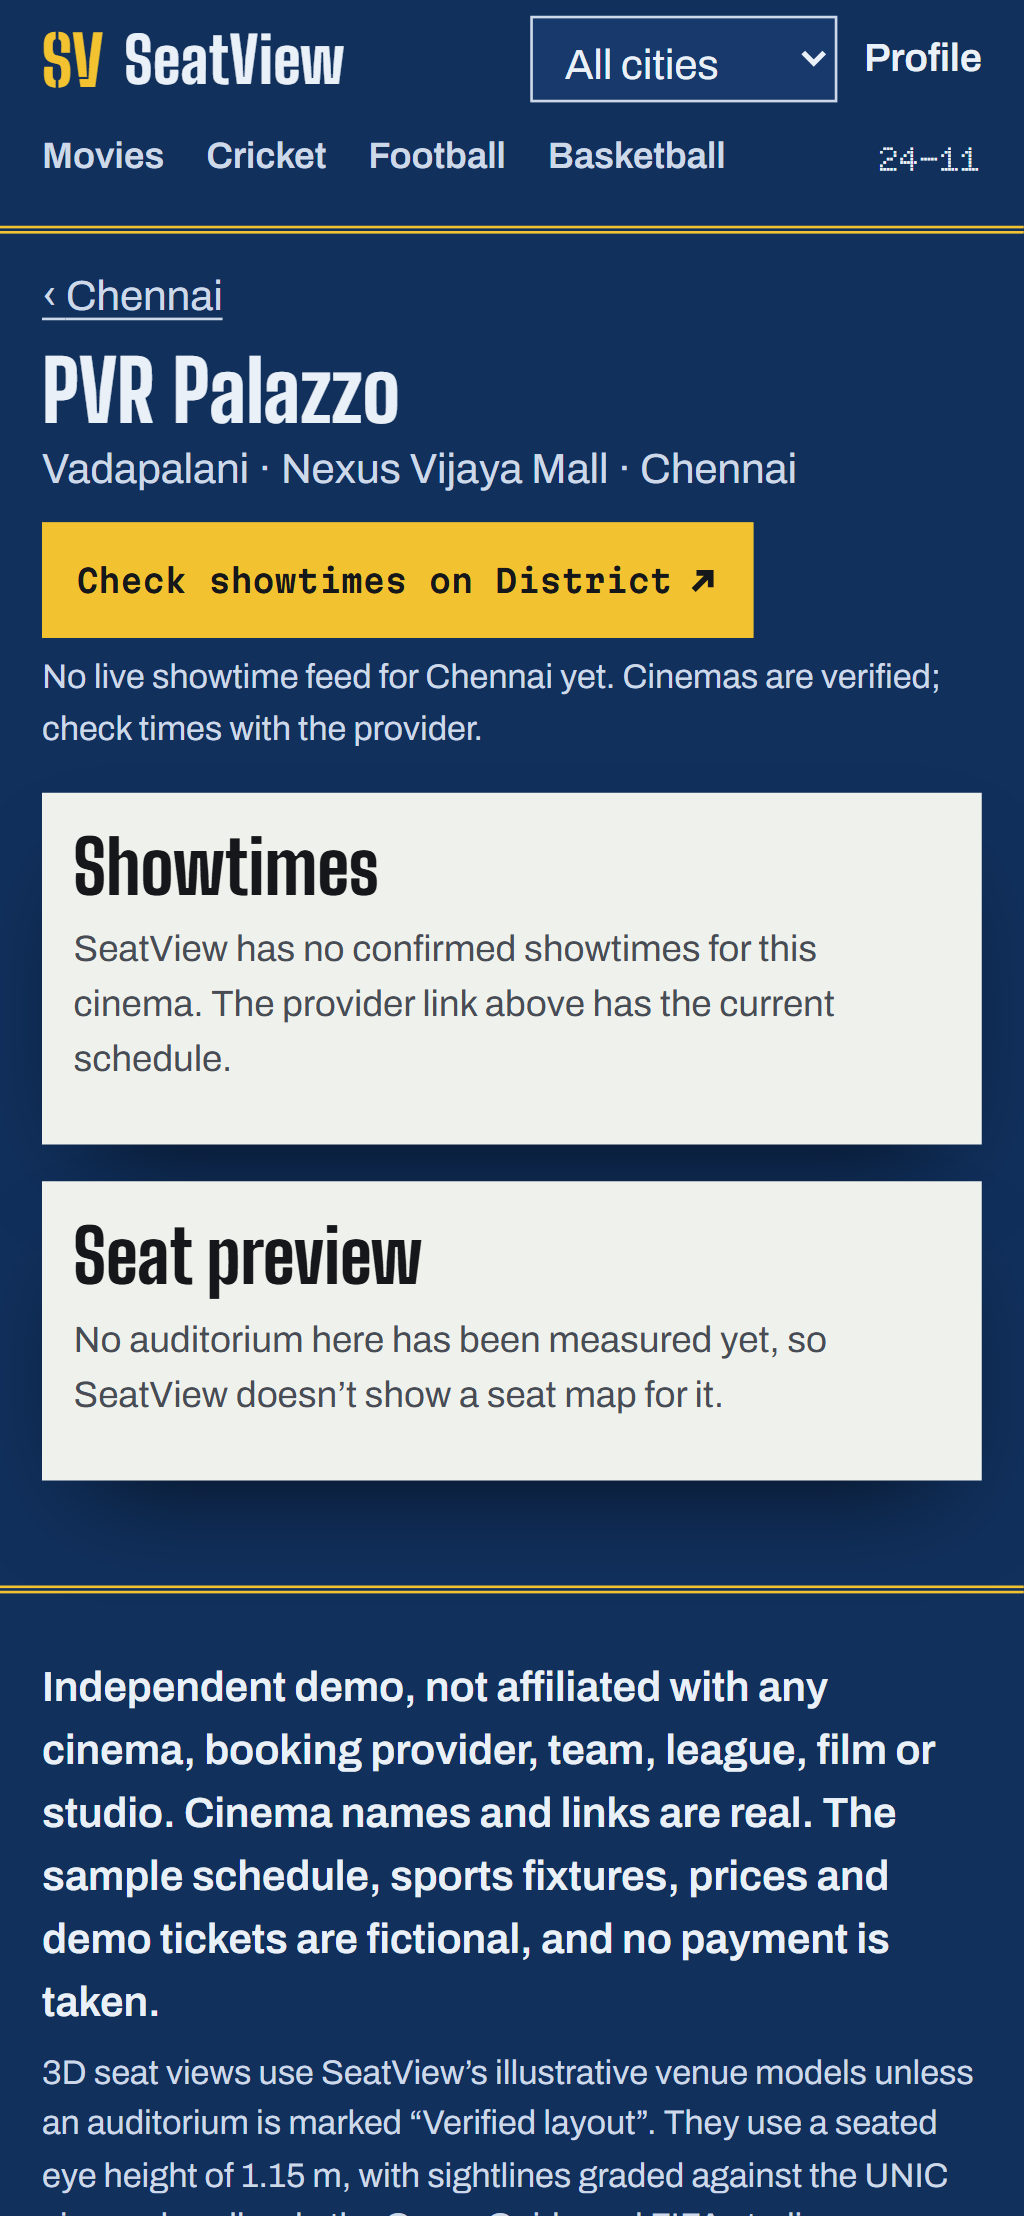 SV SeatView
All cities
Profile
Movies Cricket Football Basketball 24-11
‹ Chennai
PVR Palazzo
Vadapalani · Nexus Vijaya Mall · Chennai
Check showtimes on District ↗
No live showtime feed for Chennai yet. Cinemas are verified;
check times with the provider.
Showtimes
SeatView has no confirmed showtimes for this
cinema. The provider link above has the current
schedule.
Seat preview
No auditorium here has been measured yet, so
SeatView doesn’t show a seat map for it.
Independent demo, not affiliated with any
cinema, booking provider, team, league, film or
studio. Cinema names and links are real. The
sample schedule, sports fixtures, prices and
demo tickets are fictional, and no payment is
taken.
3D seat views use SeatView’s illustrative venue models unless
an auditorium is marked “Verified layout”. They use a seated
eye height of 1.15 m, with sightlines graded against the UNIC